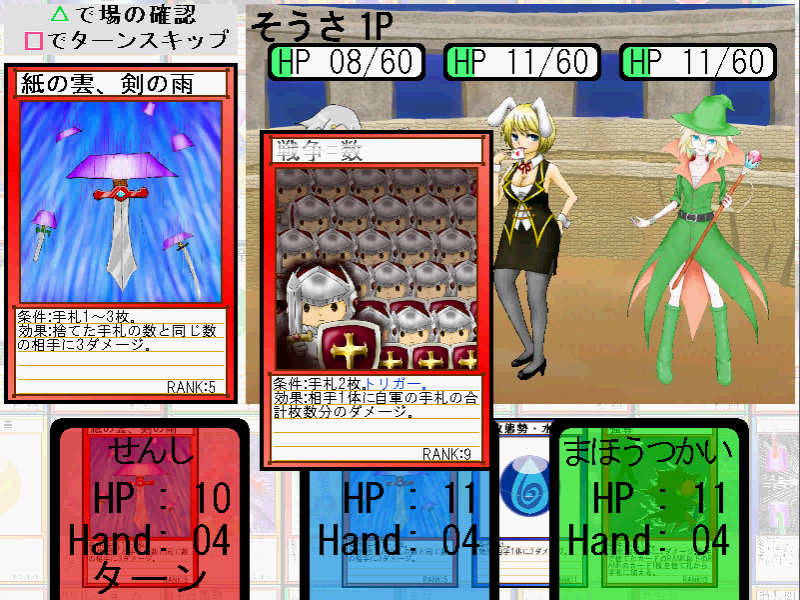 △で場の確認
□でターンスキップ
そうさ 1P
HP 08/60
HP 11/60
HP 11/60
紙の雲、剣の雨
条件:手札1～3枚。
効果:捨てた手札の数と同じ数
の相手に3ダメージ。
RANK:5
戦争=数
条件:手札2枚。トリガー。
効果:相手1体に自軍の手札の合
計枚数分のダメージ。
RANK:9
せんし
HP : 10
Hand: 04
ターン
HP : 11
Hand: 04
まほうつかい
HP : 11
Hand: 04